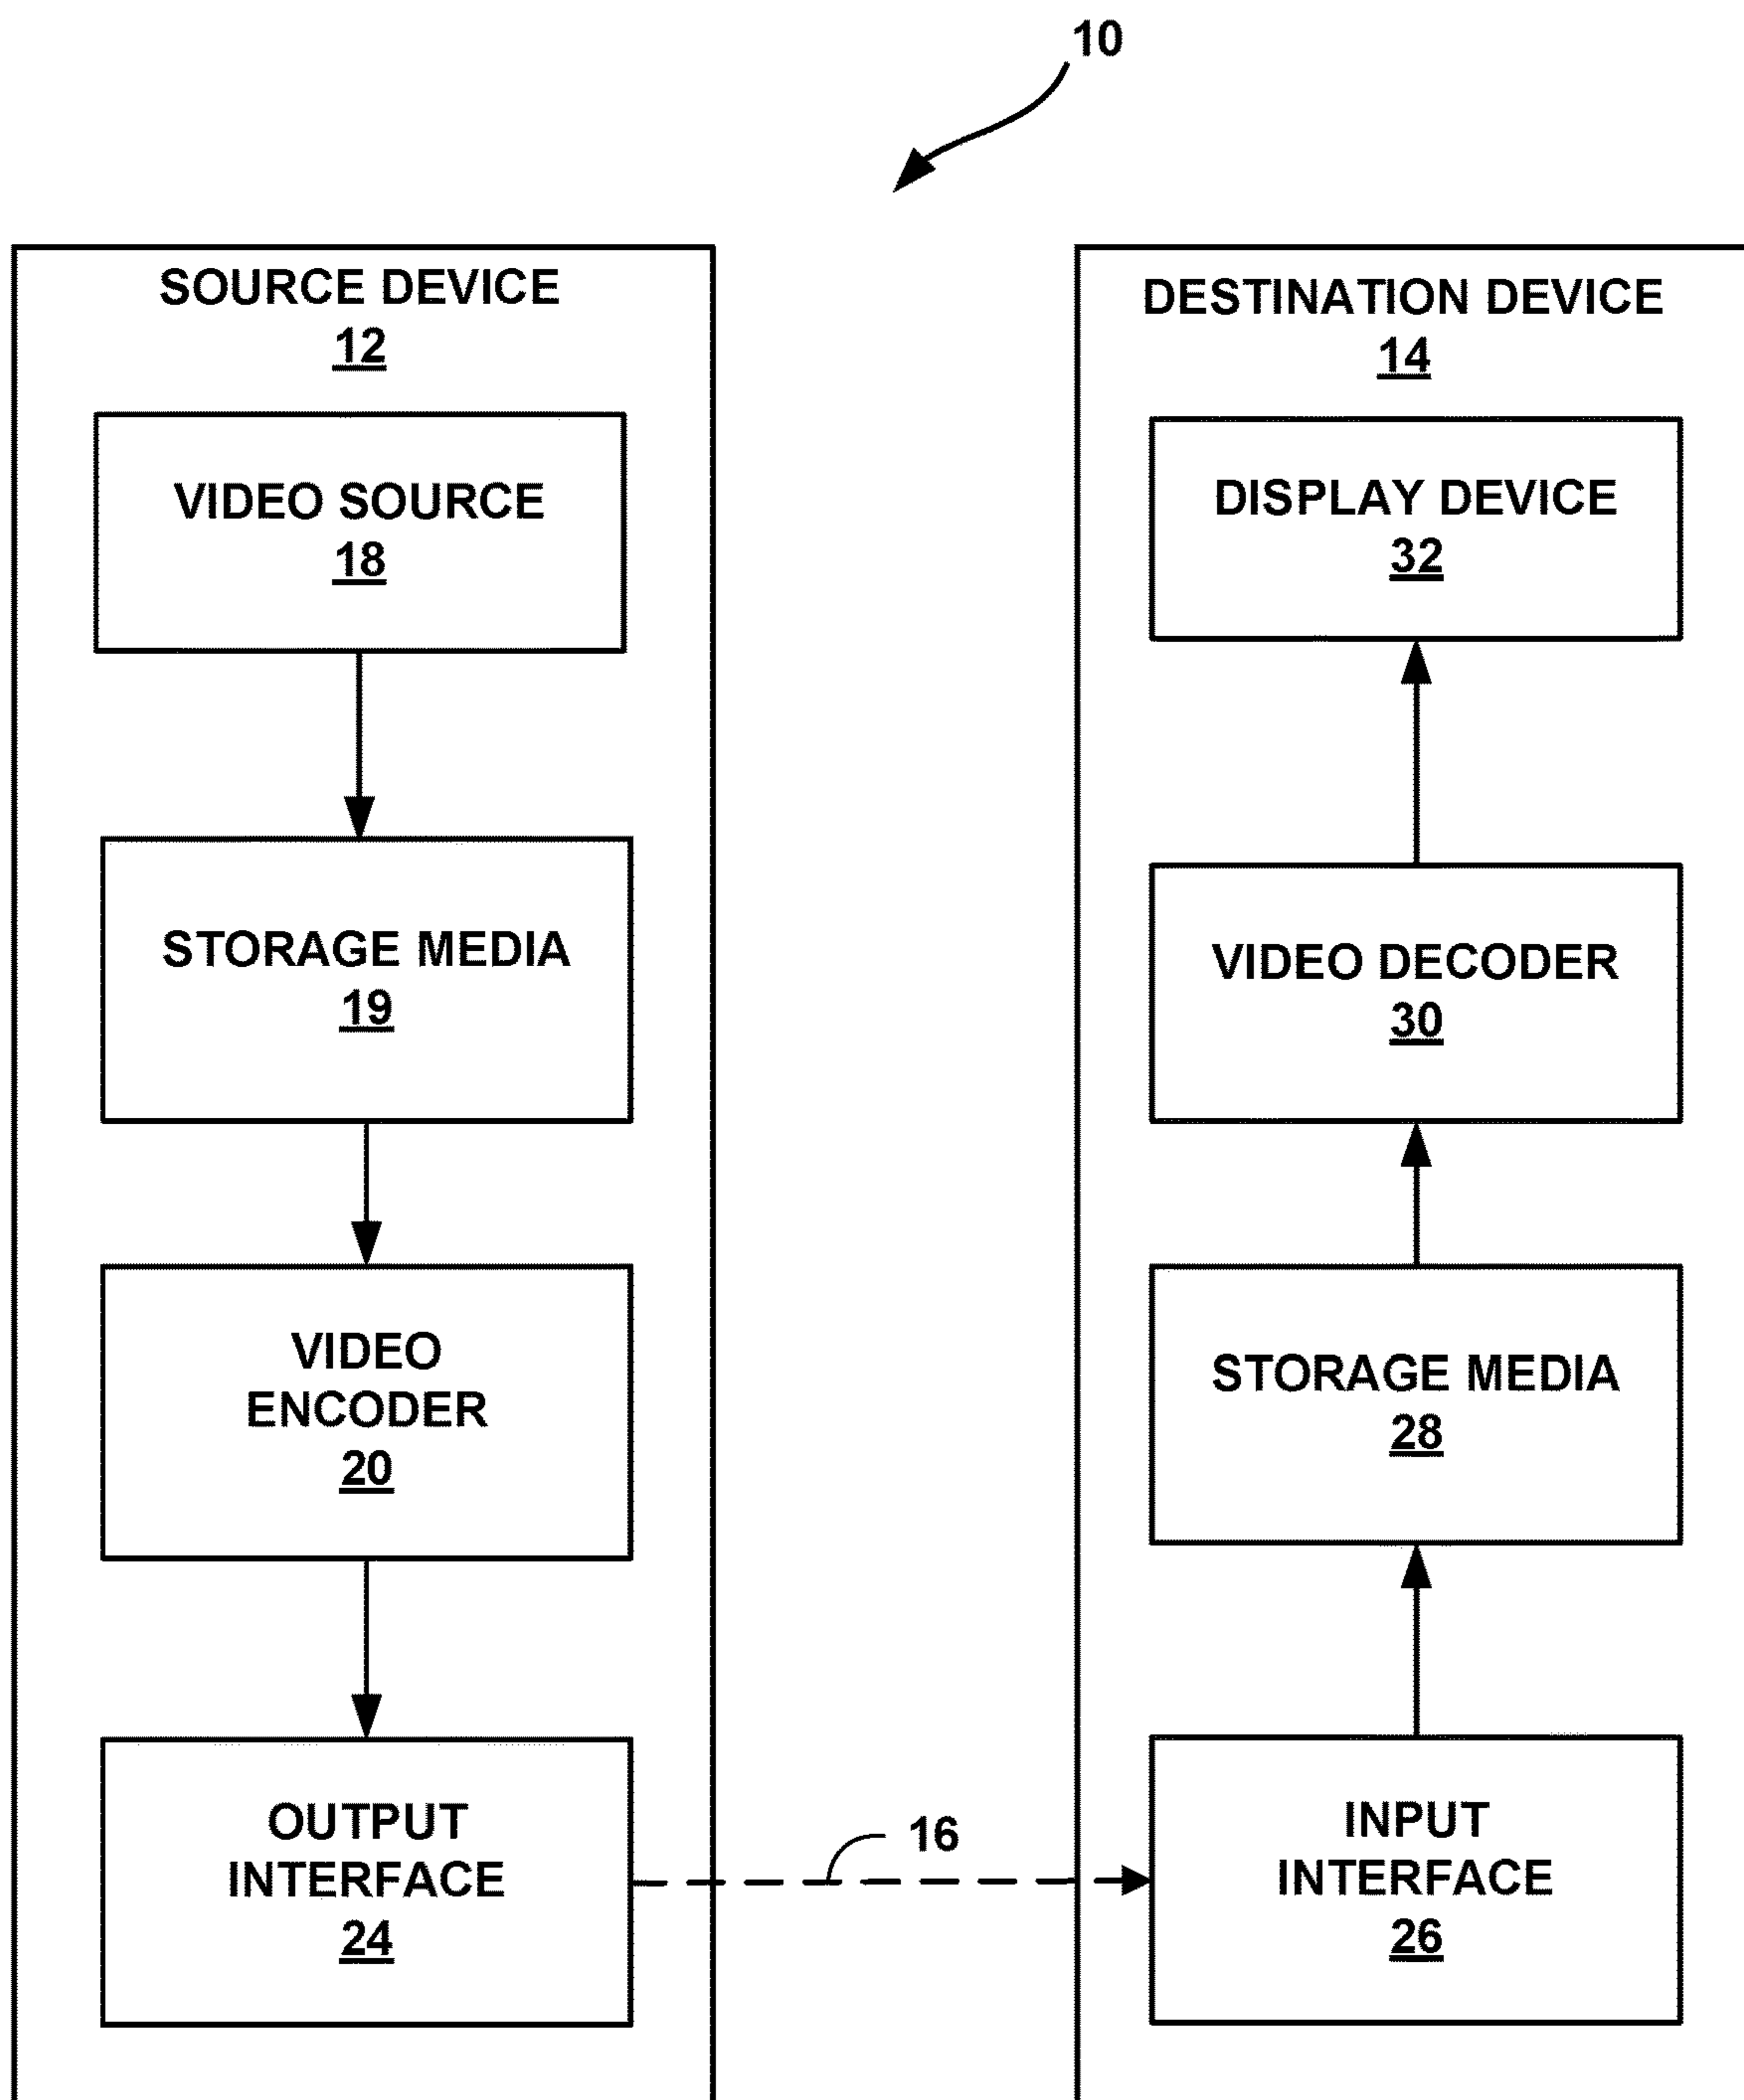 10
SOURCE DEVICE
12
VIDEO SOURCE
18
STORAGE MEDIA
19
VIDEO
ENCODER
20
OUTPUT
INTERFACE
24
16
DESTINATION DEVICE
14
DISPLAY DEVICE
32
VIDEO DECODER
30
STORAGE MEDIA
28
INPUT
INTERFACE
26